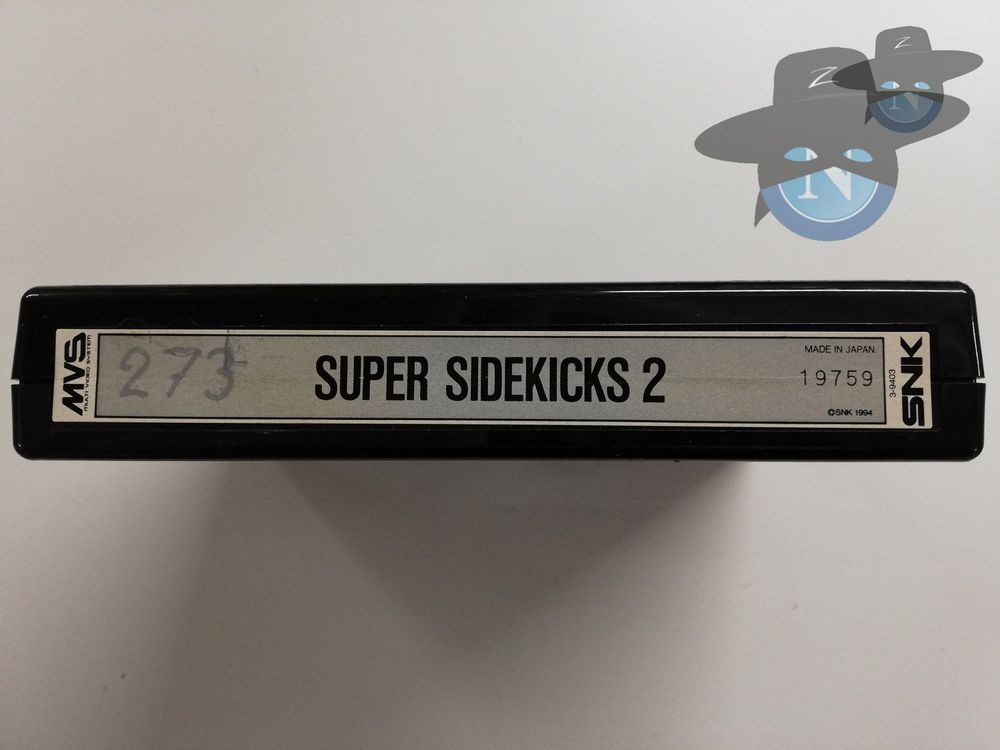 Z
N
Z
N
MVS
MULTI VIDEO SYSTEM
273
SUPER SIDEKICKS 2
MADE IN JAPAN
19759
©SNK 1994
3-9403
SNK